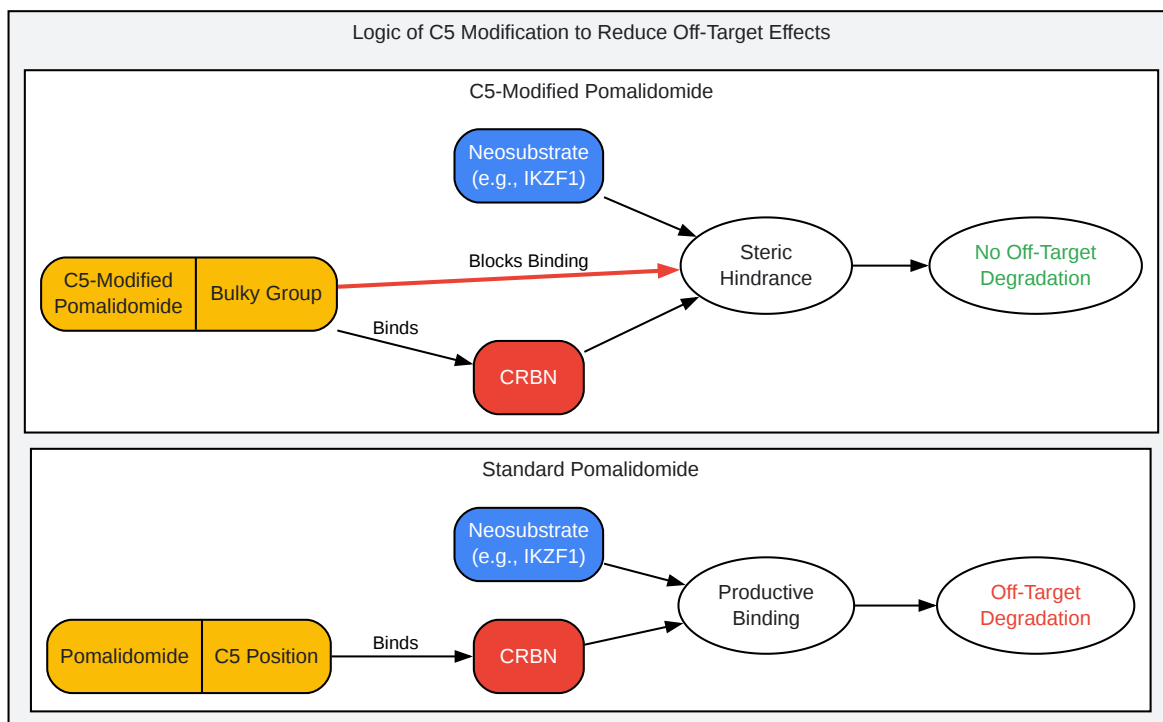 Logic of C5 Modification to Reduce Off-Target Effects
C5-Modified Pomalidomide
Neosubstrate
(e.g., IKZF1)
C5-Modified
Pomalidomide
Bulky Group
Blocks Binding
Binds
CRBN
Steric
Hindrance
No Off-Target
Degradation
Standard Pomalidomide
Neosubstrate
(e.g., IKZF1)
Pomalidomide
C5 Position
Binds
CRBN
Productive
Binding
Off-Target
Degradation